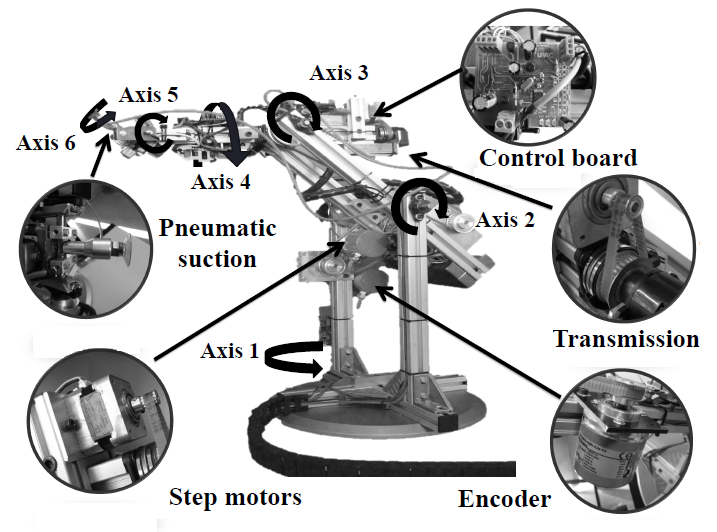 Axis 3
Axis 5
Axis 6
Axis 4
Control board
Pneumatic
suction
Axis 2
Transmission
Axis 1
Step motors
Encoder